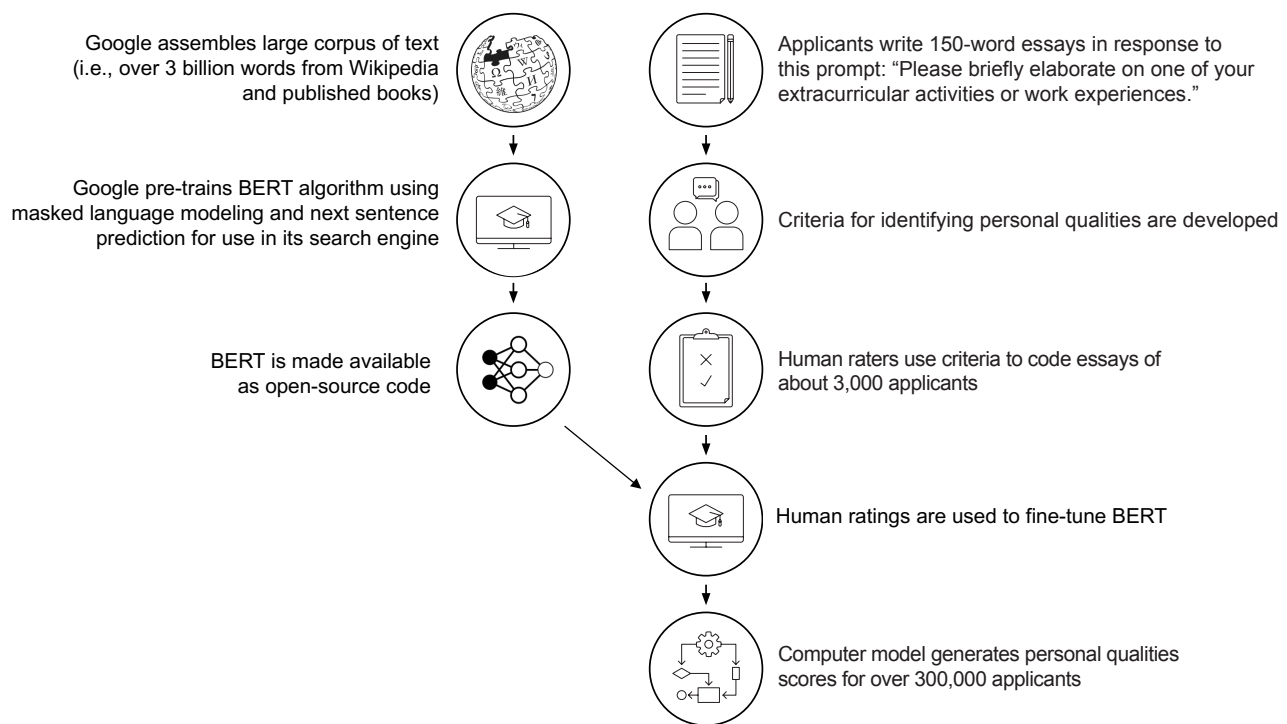 Google assembles large corpus of text
(i.e., over 3 billion words from Wikipedia
and published books)
Google pre-trains BERT algorithm using
masked language modeling and next sentence
prediction for use in its search engine
BERT is made available
as open-source code
Applicants write 150-word essays in response to
this prompt: “Please briefly elaborate on one of your
extracurricular activities or work experiences.”
Criteria for identifying personal qualities are developed
Human raters use criteria to code essays of
about 3,000 applicants
Human ratings are used to fine-tune BERT
Computer model generates personal qualities
scores for over 300,000 applicants